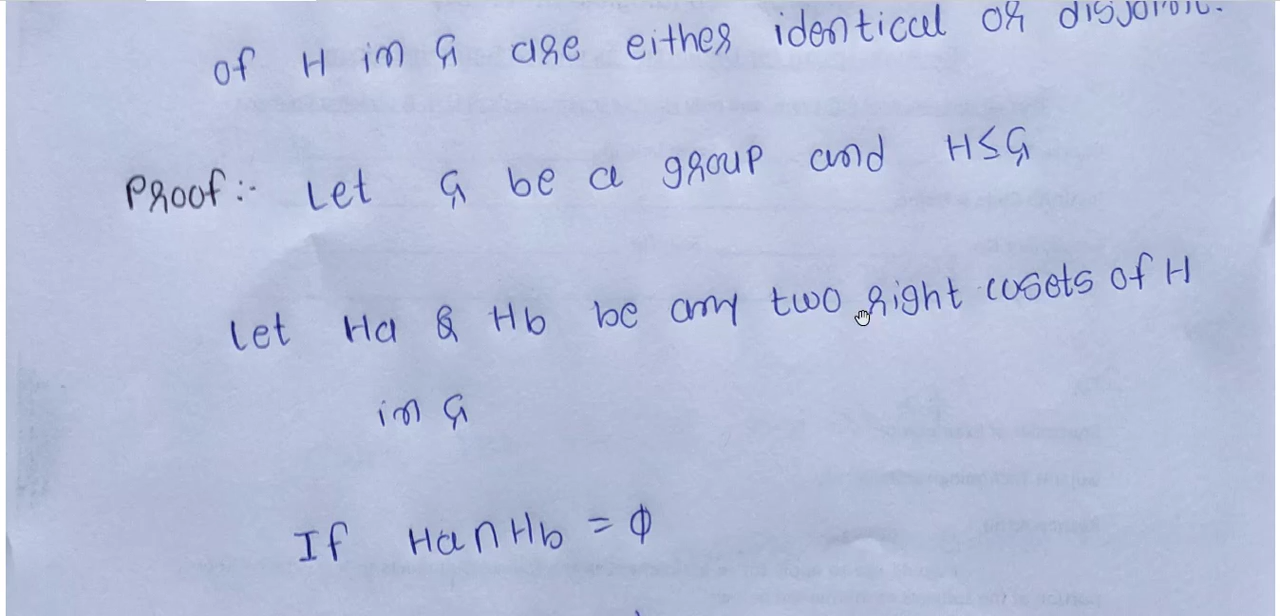 of H in G are either identical or disjoint.
Proof :- Let G be a group and H≤G
Let Ha & Hb be any two right cosets of H
in G
If Ha∩Hb = ϕ